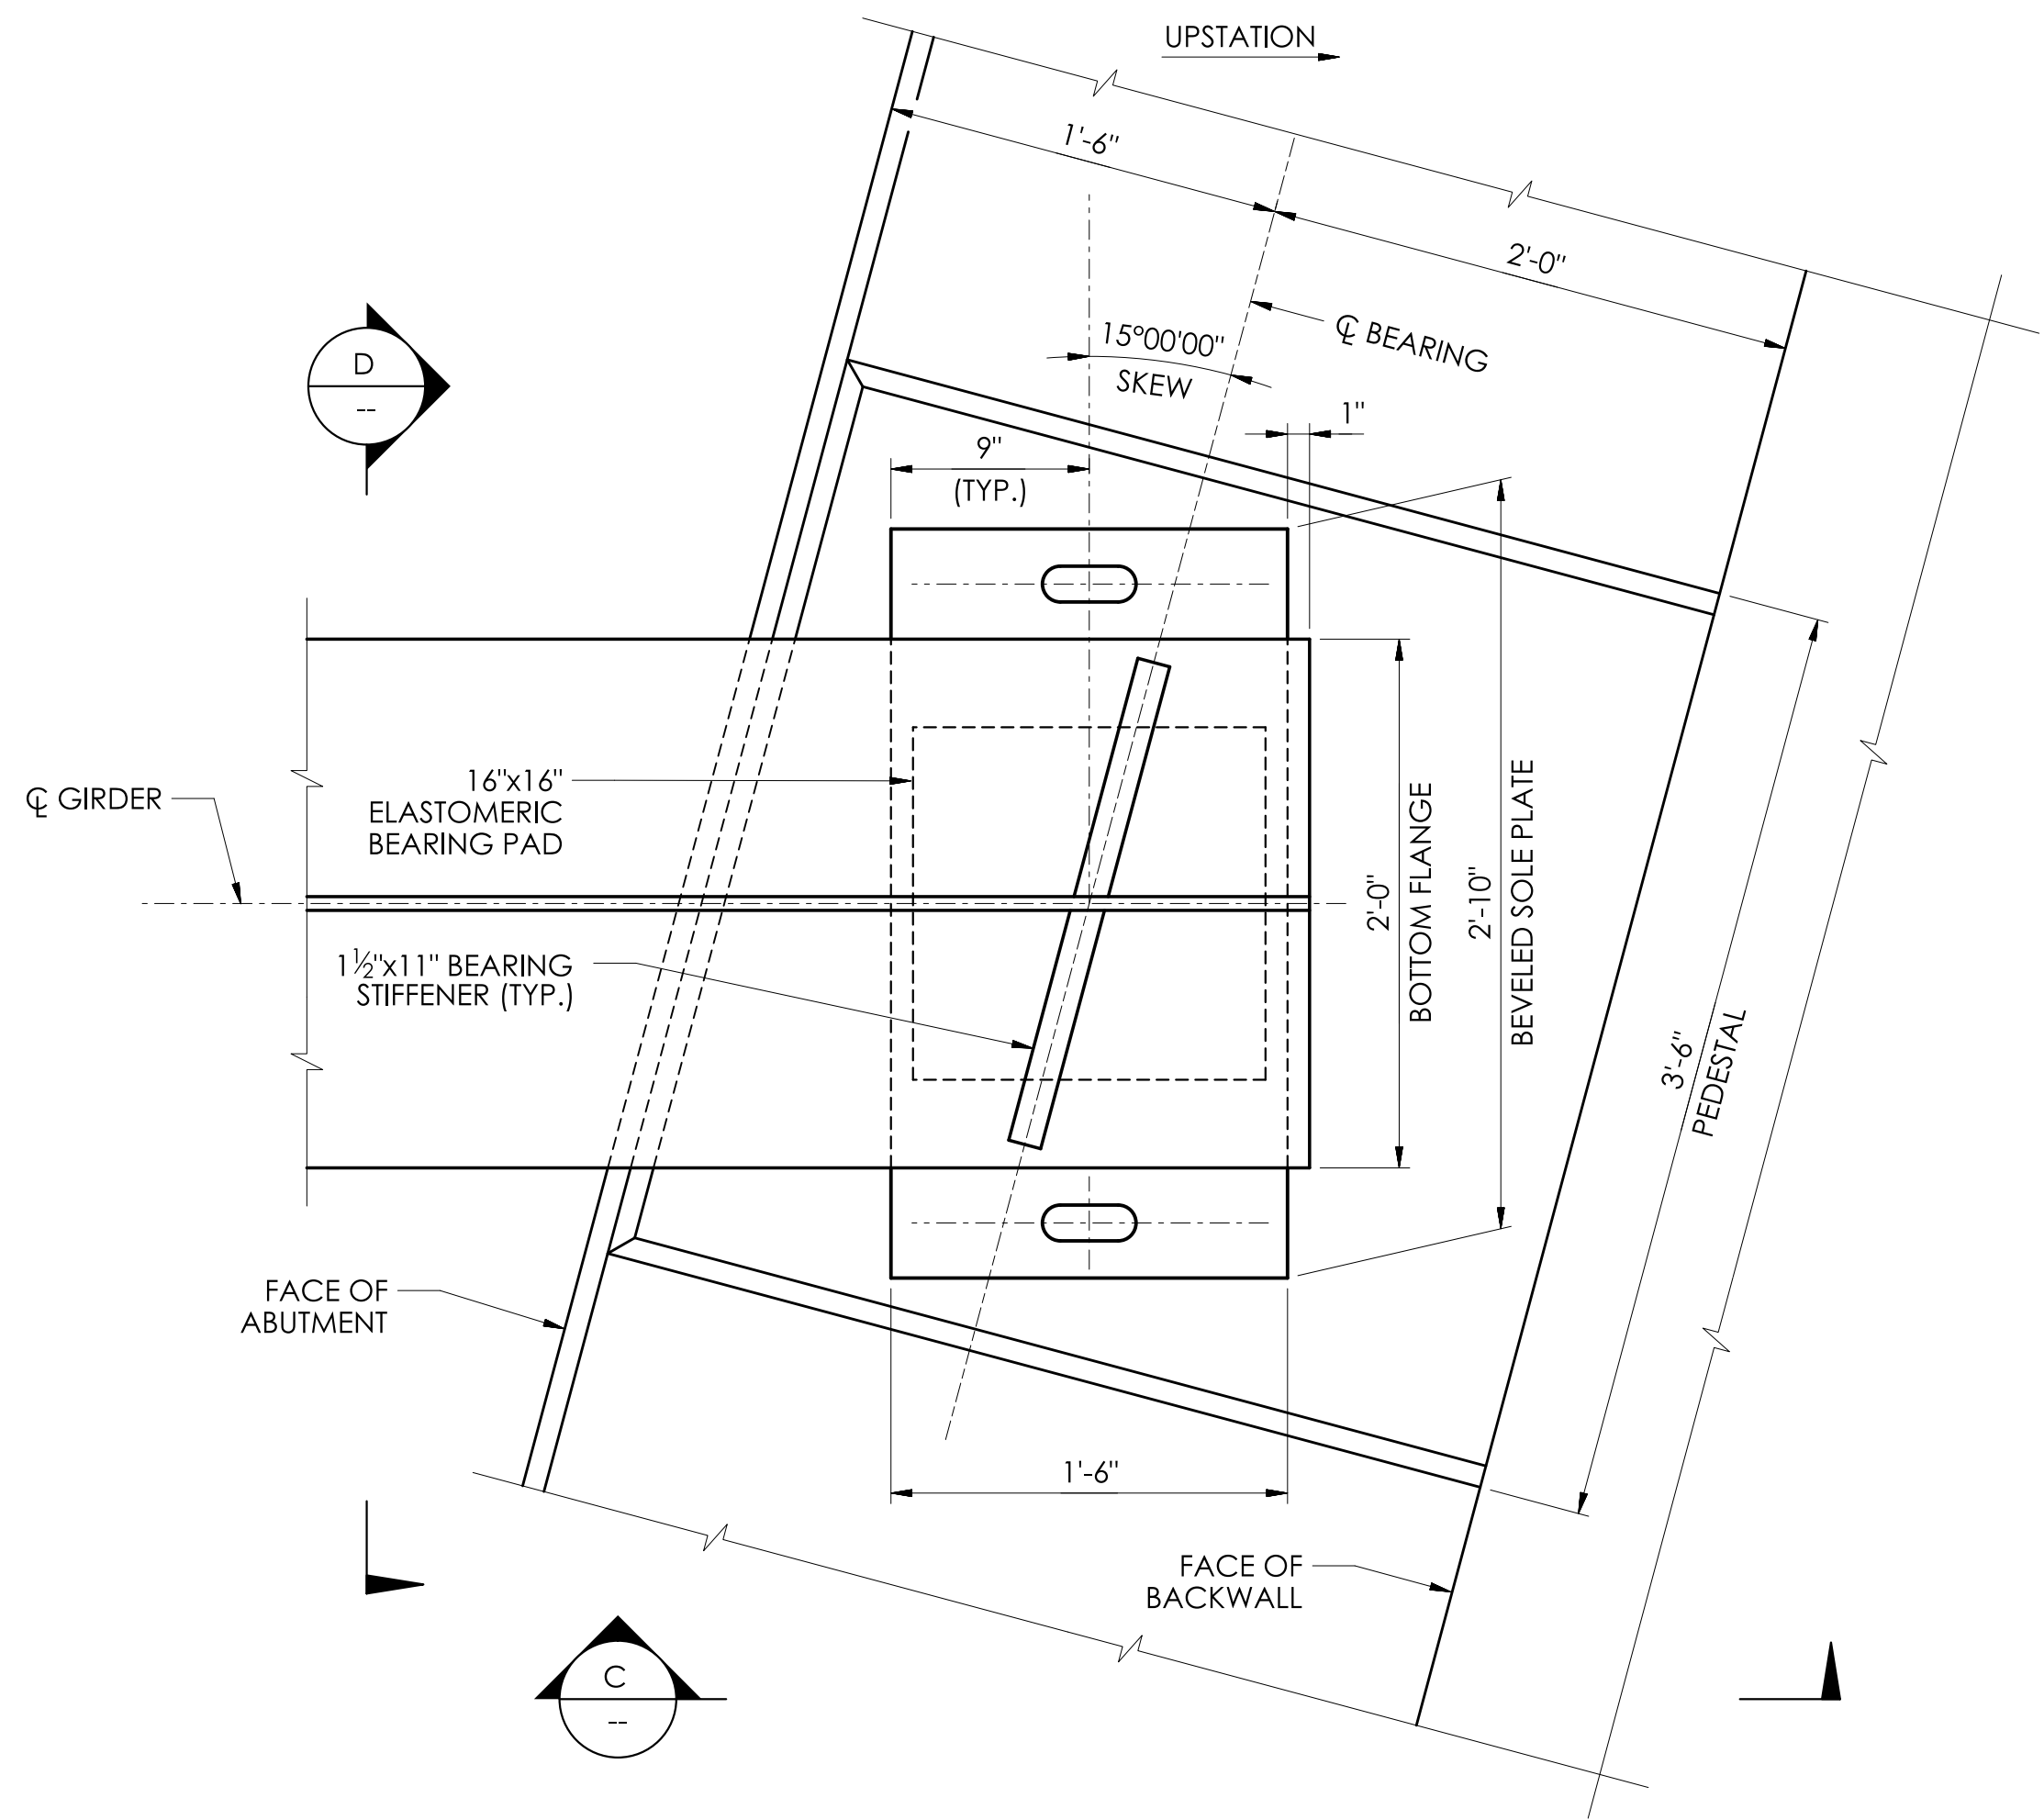 UPSTATION
1'-6"
2'-0"
℄ BEARING
15°00'00"
SKEW
D
--
1"
9"
(TYP.)
16"x16"
ELASTOMERIC
BEARING PAD
℄ GIRDER
2'-0"
BOTTOM FLANGE
2'-10"
BEVELED SOLE PLATE
1½"x11" BEARING
STIFFENER (TYP.)
3'-6"
PEDESTAL
FACE OF
ABUTMENT
1'-6"
FACE OF
BACKWALL
C
--